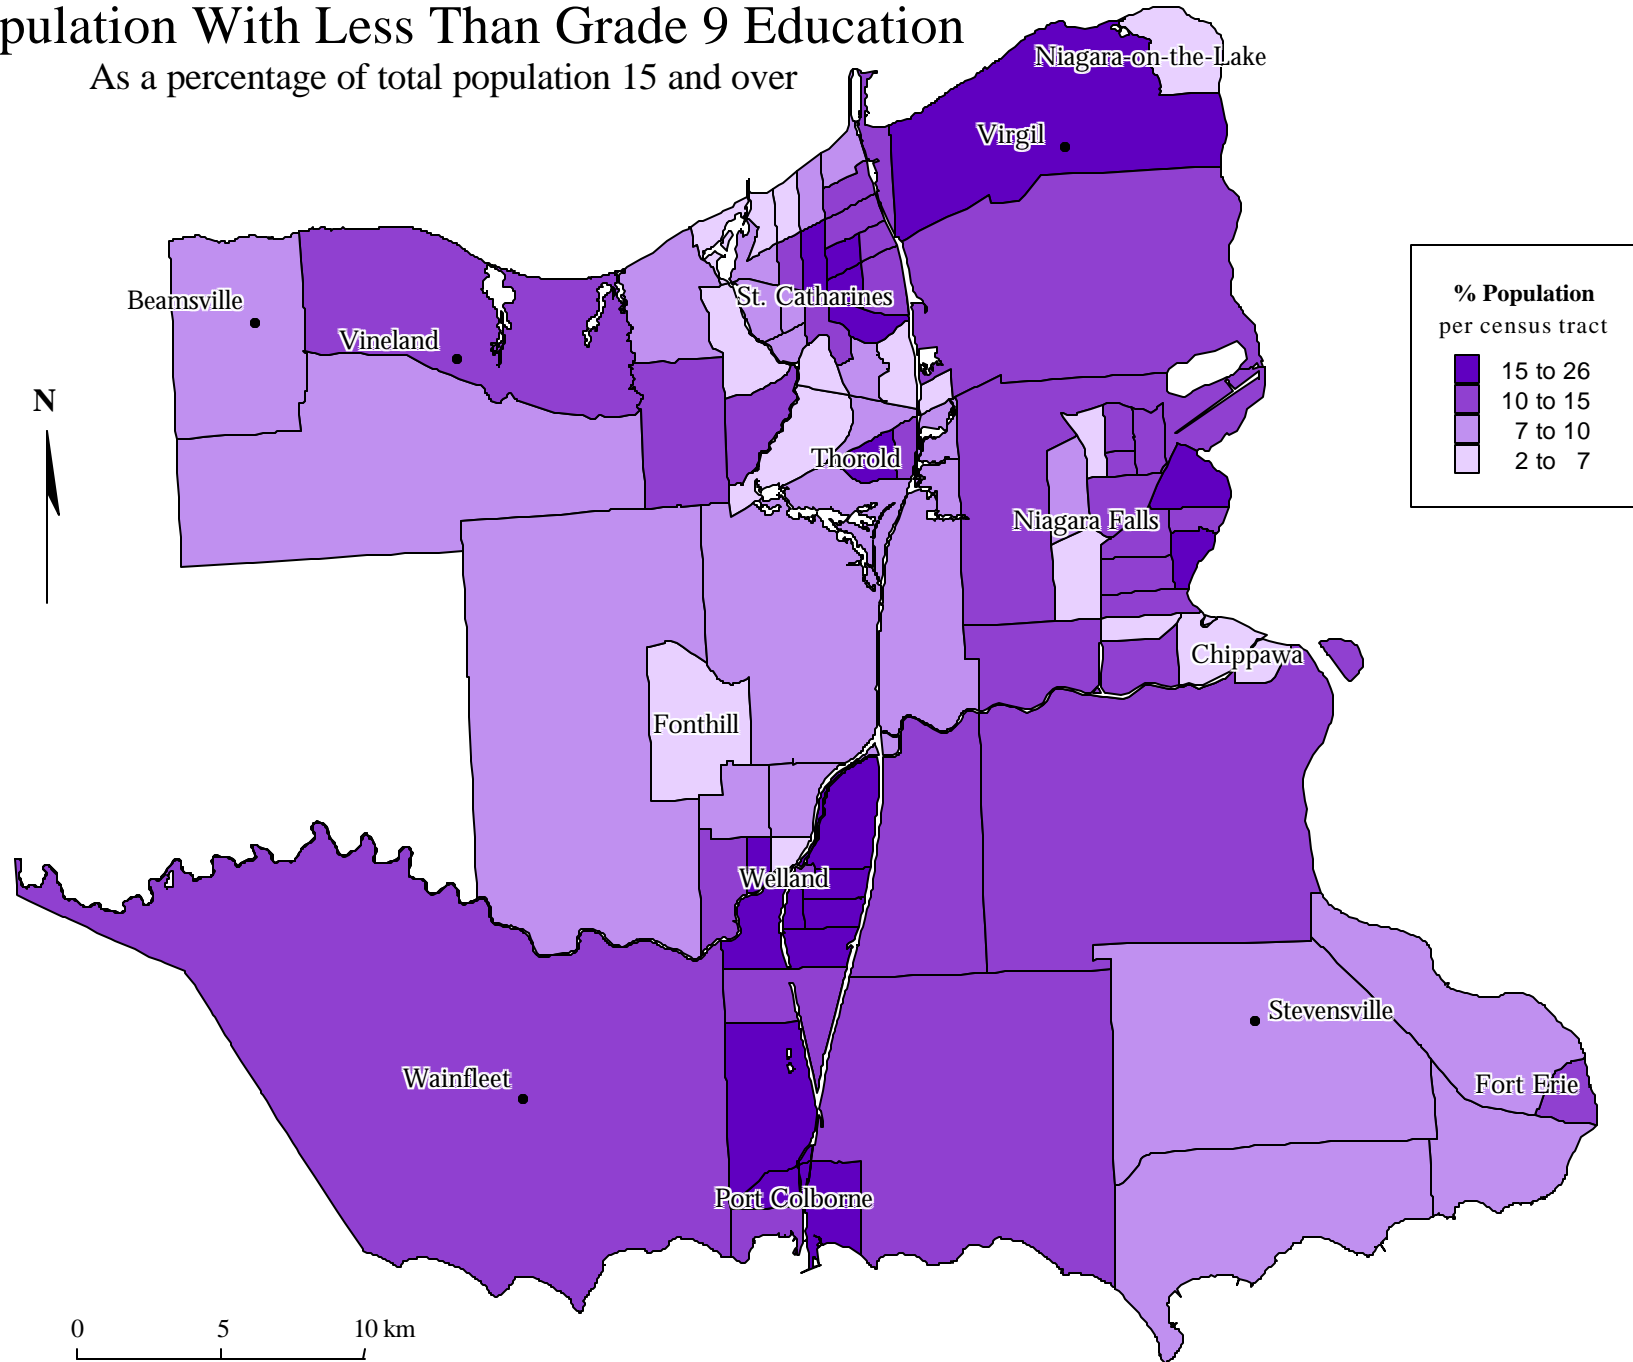 pulation With Less Than Grade 9 Education
As a percentage of total population 15 and over
Niagara-on-the-Lake
Virgil
Beamsville
St. Catharines
Vineland
% Population
per census tract
15 to 26
10 to 15
7 to 10
2 to 7
N
Thorold
Niagara Falls
Chippawa
Fonthill
Welland
Stevensville
Wainfleet
Fort Erie
Port Colborne
0 5 10 km